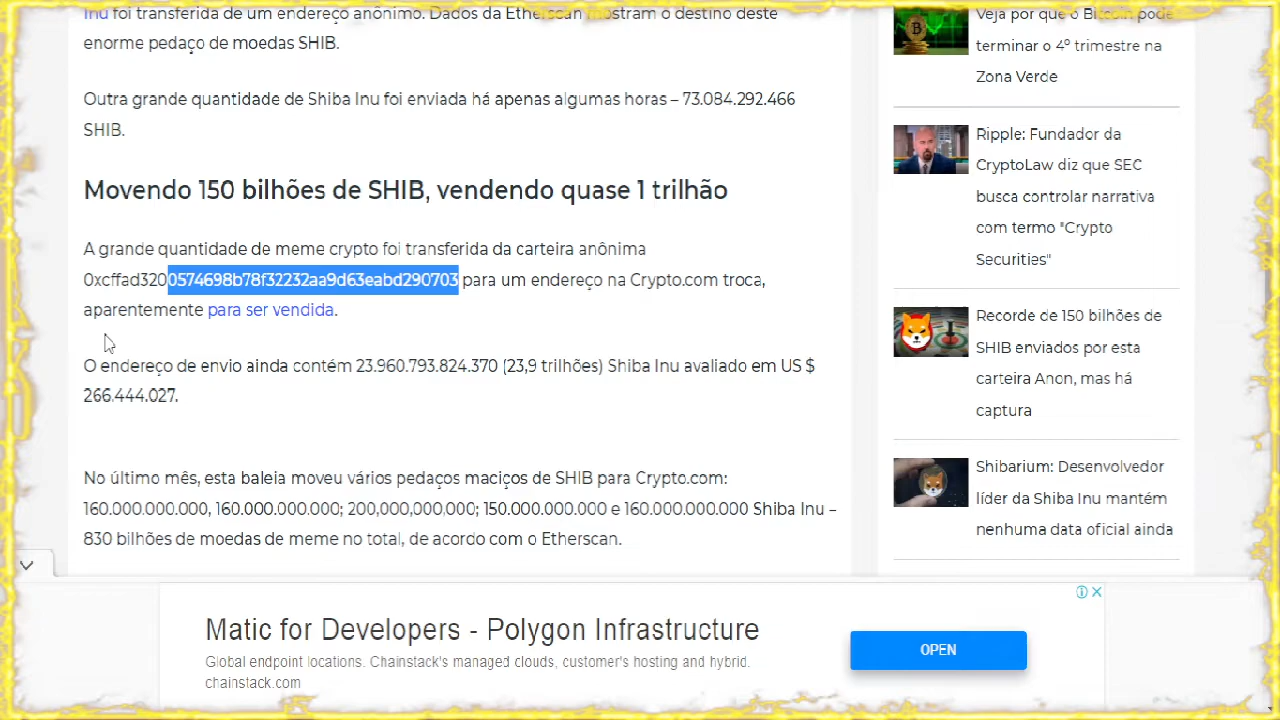 Inu foi transferida de um endereço anônimo. Dados da Etherscan mostram o destino deste
enorme pedaço de moedas SHIB.
Outra grande quantidade de Shiba Inu foi enviada há apenas algumas horas – 73.084.292.466
SHIB.
Movendo 150 bilhões de SHIB, vendendo quase 1 trilhão
A grande quantidade de meme crypto foi transferida da carteira anônima
0xcffad3200574698b78f32232aa9d63eabd290703 para um endereço na Crypto.com troca,
aparentemente para ser vendida.
O endereço de envio ainda contém 23.960.793.824.370 (23,9 trilhões) Shiba Inu avaliado em US $
266.444.027.
No último mês, esta baleia moveu vários pedaços maciços de SHIB para Crypto.com:
160.000.000.000, 160.000.000.000; 200,000,000,000; 150.000.000.000 e 160.000.000.000 Shiba Inu –
830 bilhões de moedas de meme no total, de acordo com o Etherscan.
Veja por que o Bitcoin pode
terminar o 4º trimestre na
Zona Verde
Ripple: Fundador da
CryptoLaw diz que SEC
busca controlar narrativa
com termo "Crypto
Securities"
Recorde de 150 bilhões de
SHIB enviados por esta
carteira Anon, mas há
captura
Shibarium: Desenvolvedor
líder da Shiba Inu mantém
nenhuma data oficial ainda
Matic for Developers - Polygon Infrastructure
Global endpoint locations. Chainstack's managed clouds, customer's hosting and hybrid.
chainstack.com
OPEN